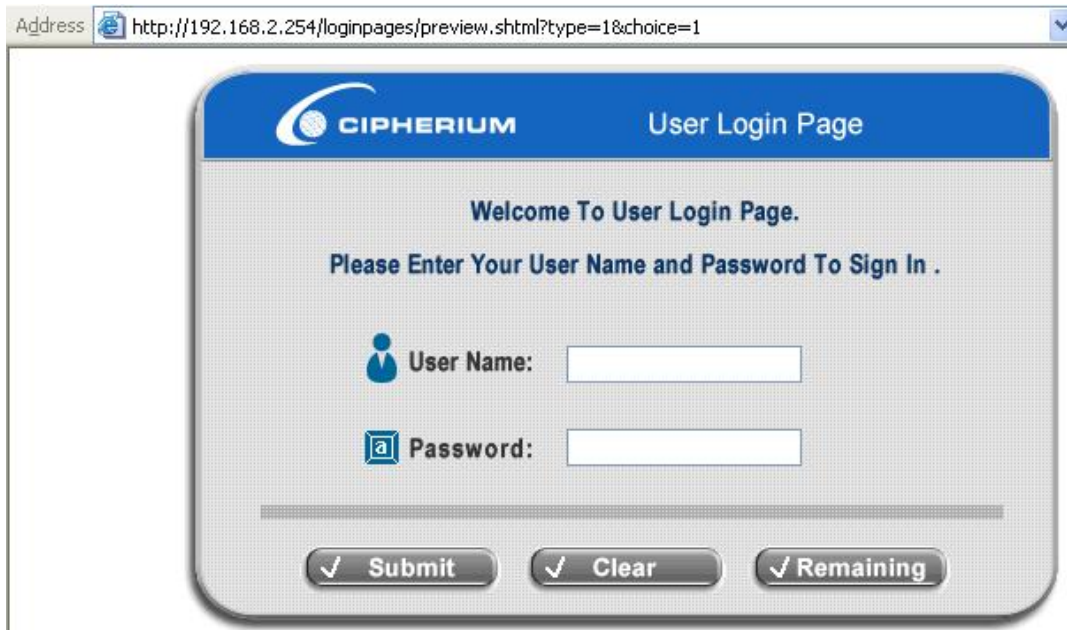 Address http://192.168.2.254/loginpages/preview.shtml?type=1&choice=1
CIPHERIUM User Login Page
Welcome To User Login Page.
Please Enter Your User Name and Password To Sign In .
User Name:
a Password:
Submit Clear Remaining